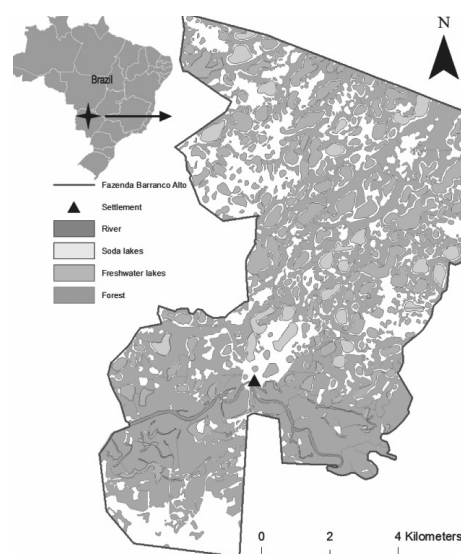 N
Brazil
Fazenda Barranco Alto
Settlement
River
Soda lakes
Freshwater lakes
Forest
0 2 4 Kilometers